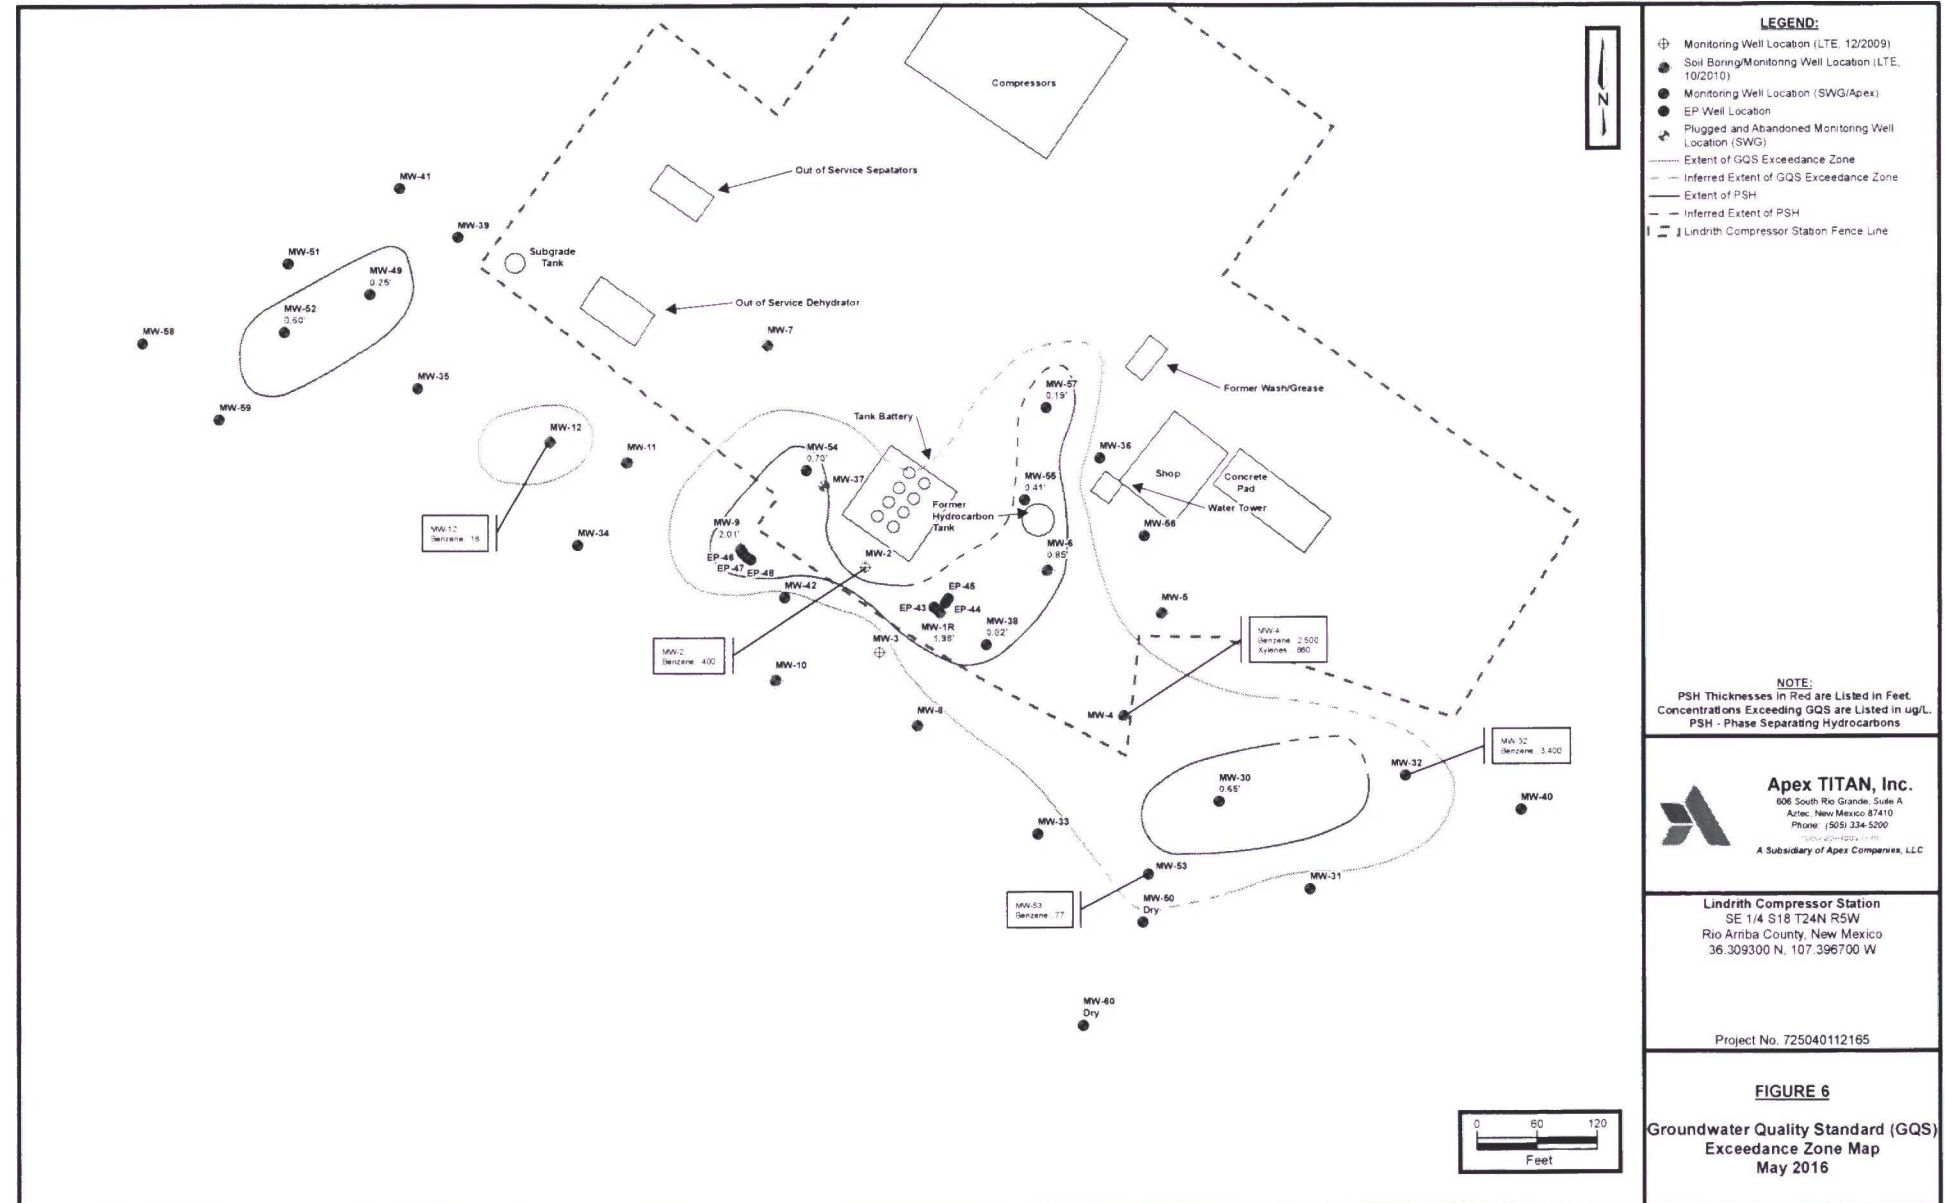 Compressors
Out of Service Sepatators
MW-41
MW-39
Subgrade
Tank
MW-51
MW-49
0.25'
MW-52
0.60'
Out of Service Dehydrator
MW-58
MW-7
MW-35
MW-59
Former Wash/Grease
MW-57
0.19'
Tank Battery
MW-12
MW-11
MW-54
0.70'
MW-37
MW-36
Shop
Concrete
Pad
MW-55
0.41'
Former
Hydrocarbon
Tank
Water Tower
MW-12
Benzene: 16
MW-34
MW-9
2.01'
EP-46
EP-47
EP-48
MW-2
MW-6
0.85'
MW-56
MW-42
EP-45
EP-43
EP-44
MW-1R
1.98'
MW-38
0.02'
MW-5
MW-3
MW-2
Benzene: 400
MW-10
MW-4
Benzene: 2,500
Xylenes: 660
MW-8
MW-4
MW-32
Benzene: 3,400
MW-32
MW-30
0.65'
MW-40
MW-33
MW-53
MW-31
MW-53
Benzene: 77
MW-50
Dry
MW-60
Dry
N
0 60 120
Feet
LEGEND:
Monitoring Well Location (LTE, 12/2009)
Soil Boring/Monitoring Well Location (LTE,
10/2010)
Monitoring Well Location (SWG/Apex)
EP Well Location
Plugged and Abandoned Monitoring Well
Location (SWG)
Extent of GQS Exceedance Zone
Inferred Extent of GQS Exceedance Zone
Extent of PSH
Inferred Extent of PSH
Lindrith Compressor Station Fence Line
NOTE:
PSH Thicknesses in Red are Listed in Feet.
Concentrations Exceeding GQS are Listed in ug/L.
PSH - Phase Separating Hydrocarbons
Apex TITAN, Inc.
606 South Rio Grande, Suite A
Aztec, New Mexico 87410
Phone: (505) 334-5200
A Subsidiary of Apex Companies, LLC
Lindrith Compressor Station
SE 1/4 S18 T24N R5W
Rio Arriba County, New Mexico
36.309300 N, 107.396700 W
Project No. 725040112165
FIGURE 6
Groundwater Quality Standard (GQS)
Exceedance Zone Map
May 2016